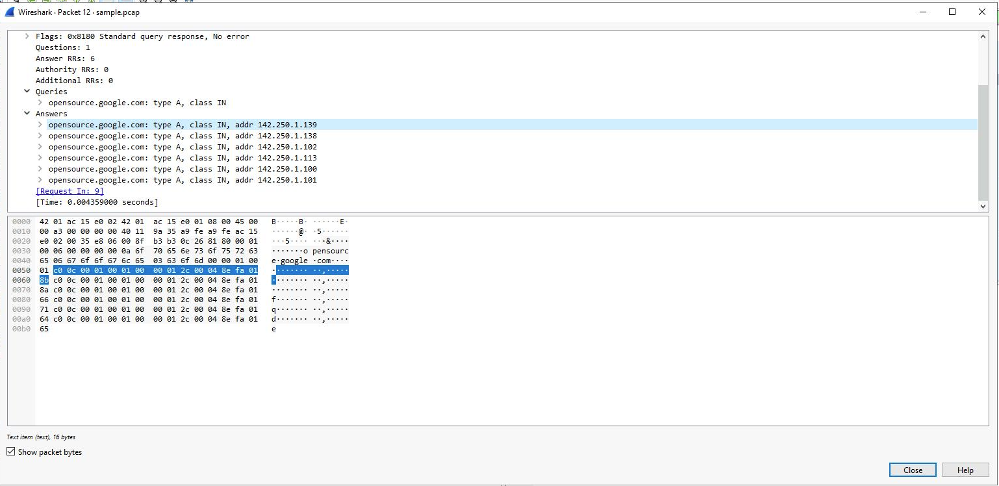 Wireshark · Packet 12 · sample.pcap
Flags: 0x8180 Standard query response, No error
Questions: 1
Answer RRs: 6
Authority RRs: 0
Additional RRs: 0
Queries
opensource.google.com: type A, class IN
Answers
opensource.google.com: type A, class IN, addr 142.250.1.139
opensource.google.com: type A, class IN, addr 142.250.1.138
opensource.google.com: type A, class IN, addr 142.250.1.102
opensource.google.com: type A, class IN, addr 142.250.1.113
opensource.google.com: type A, class IN, addr 142.250.1.100
opensource.google.com: type A, class IN, addr 142.250.1.101
[Request In: 9]
[Time: 0.004359000 seconds]
0000 42 01 ac 15 e0 02 42 01 ac 15 e0 01 08 00 45 00 B·····B· ······E·
0010 00 a3 00 00 00 00 40 11 9a 35 a9 fe a9 fe ac 15 ······@· ·5······
0020 e0 02 00 35 e8 06 00 8f b3 b3 0c 26 81 80 00 01 ···5···· ···&····
0030 00 06 00 00 00 00 0a 6f 70 65 6e 73 6f 75 72 63 ·······o pensourc
0040 65 06 67 6f 6f 67 6c 65 03 63 6f 6d 00 00 01 00 e·google ·com····
0050 01 c0 0c 00 01 00 01 00 00 01 2c 00 04 8e fa 01 ········ ··,·····
0060 8b c0 0c 00 01 00 01 00 00 01 2c 00 04 8e fa 01 ········ ··,·····
0070 8a c0 0c 00 01 00 01 00 00 01 2c 00 04 8e fa 01 ········ ··,·····
0080 66 c0 0c 00 01 00 01 00 00 01 2c 00 04 8e fa 01 f······· ··,·····
0090 71 c0 0c 00 01 00 01 00 00 01 2c 00 04 8e fa 01 q······· ··,·····
00a0 64 c0 0c 00 01 00 01 00 00 01 2c 00 04 8e fa 01 d······· ··,·····
00b0 65 e
Text item (text), 16 bytes
Show packet bytes
Close Help